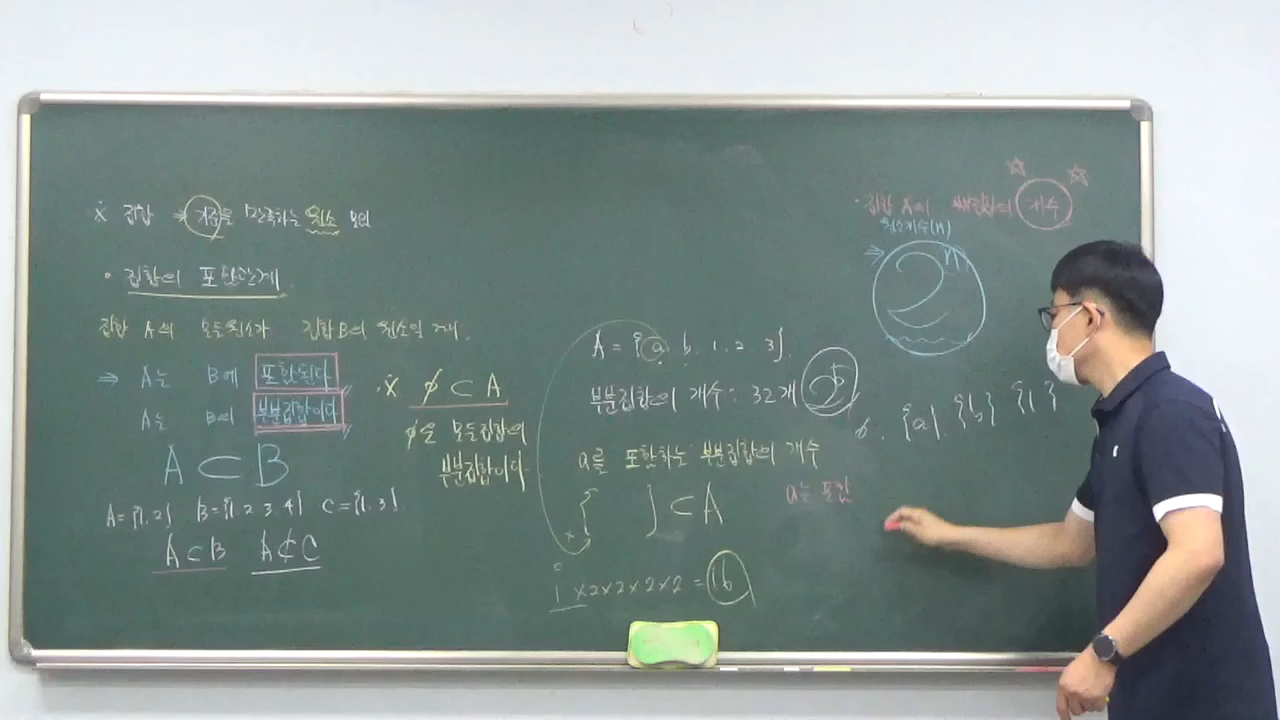 ※ 집합 ⇒ 기준을 만족하는 원소 모임
• 집합의 포함관계.
집합 A의 모든원소가 집합 B의 원소일 때.
⇒ A는 B에 포함된다
A는 B의 부분집합이다
A ⊂ B
A={1, 2} B={1, 2, 3, 4} C={1, 3}
A ⊂ B A ⊄ C
※ ∅ ⊂ A
∅은 모든집합의
부분집합이다
A = {a, b, 1, 2, 3}.
부분집합의 개수: 32개 2⁵
a를 포함하는 부분집합의 개수
{ } ⊂ A
1 ×2×2×2×2 = 16
• 집합 A의 부분집합의 개수
원소개수(n)
⇒ 2ⁿ
{a}. {b} {1}
a는 포함